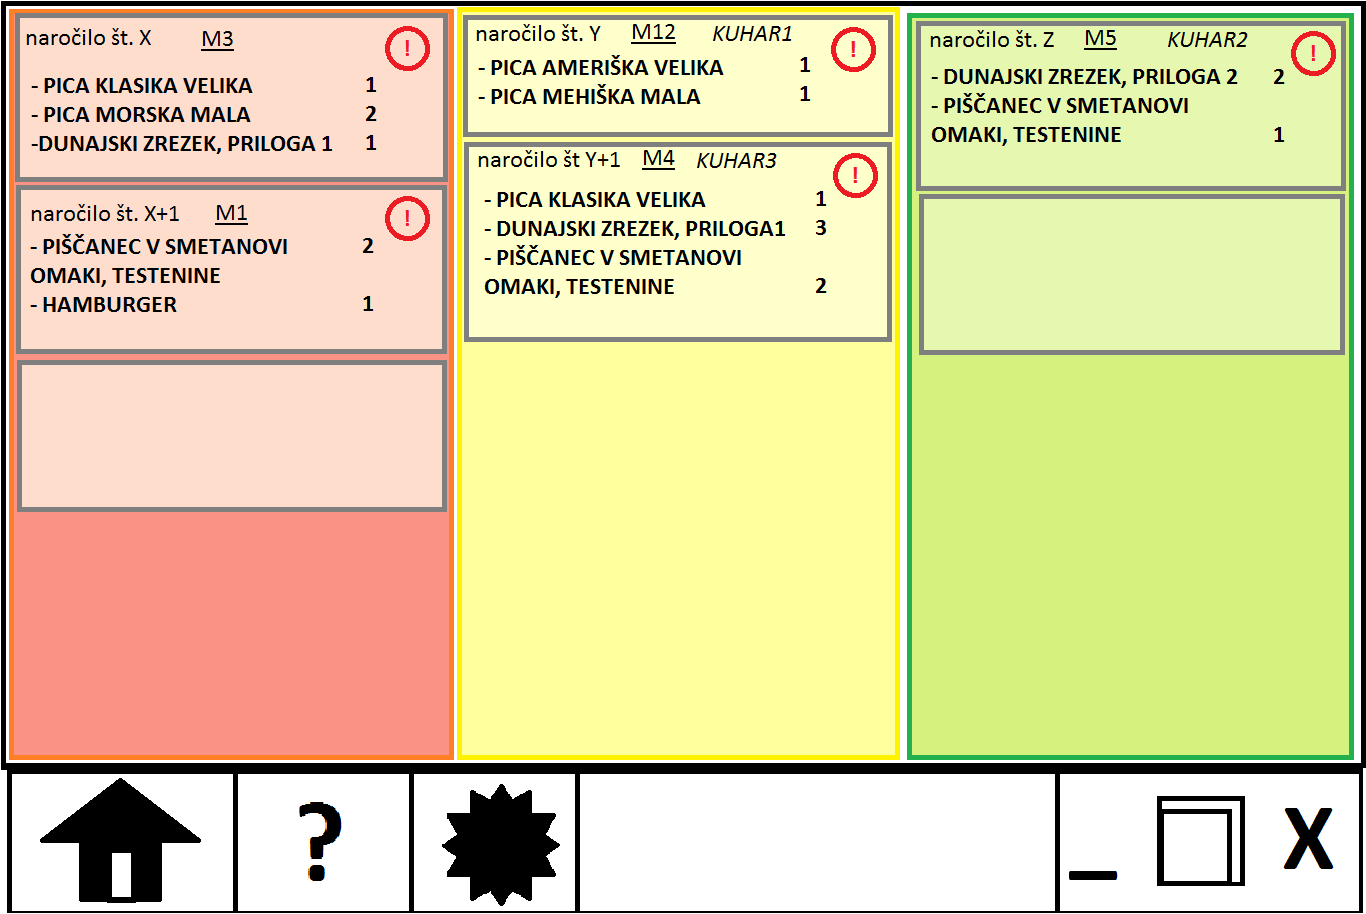 naročilo št. X M3 !
- PICA KLASIKA VELIKA 1
- PICA MORSKA MALA 2
-DUNAJSKI ZREZEK, PRILOGA 1 1
naročilo št. X+1 M1 !
- PIŠČANEC V SMETANOVI 2
OMAKI, TESTENINE
- HAMBURGER 1
naročilo št. Y M12 KUHAR1 !
- PICA AMERIŠKA VELIKA 1
- PICA MEHIŠKA MALA 1
naročilo št Y+1 M4 KUHAR3 !
- PICA KLASIKA VELIKA 1
- DUNAJSKI ZREZEK, PRILOGA1 3
- PIŠČANEC V SMETANOVI
OMAKI, TESTENINE 2
naročilo št. Z M5 KUHAR2 !
- DUNAJSKI ZREZEK, PRILOGA 2 2
- PIŠČANEC V SMETANOVI
OMAKI, TESTENINE 1
? _ X